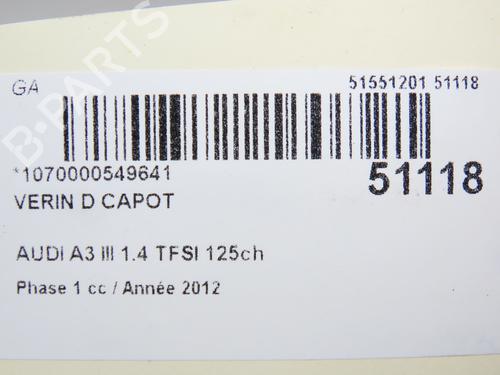 GA
51551201 51118
*1070000549641
51118
VERIN D CAPOT
AUDI A3 III 1.4 TFSI 125ch
Phase 1 cc / Année 2012
B-PARTS